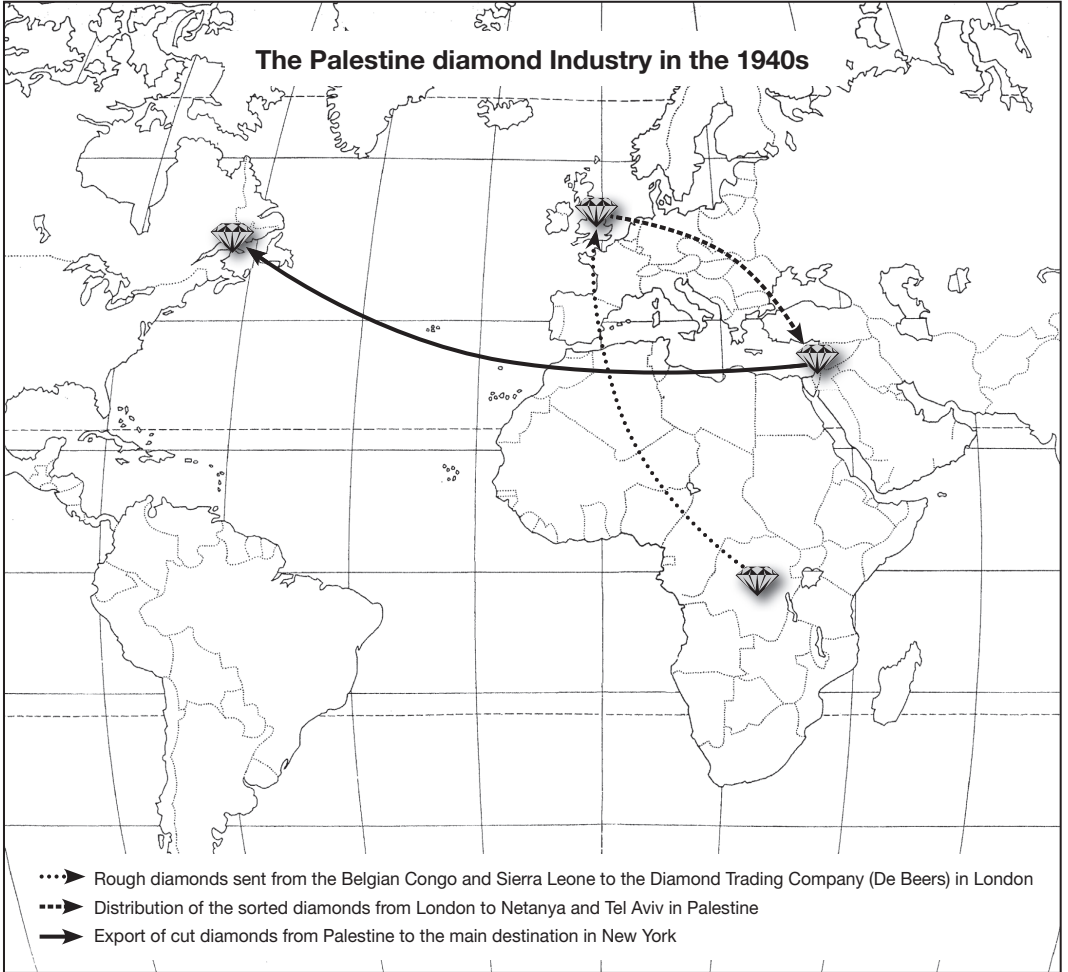 The Palestine diamond Industry in the 1940s
Rough diamonds sent from the Belgian Congo and Sierra Leone to the Diamond Trading Company (De Beers) in London
Distribution of the sorted diamonds from London to Netanya and Tel Aviv in Palestine
Export of cut diamonds from Palestine to the main destination in New York